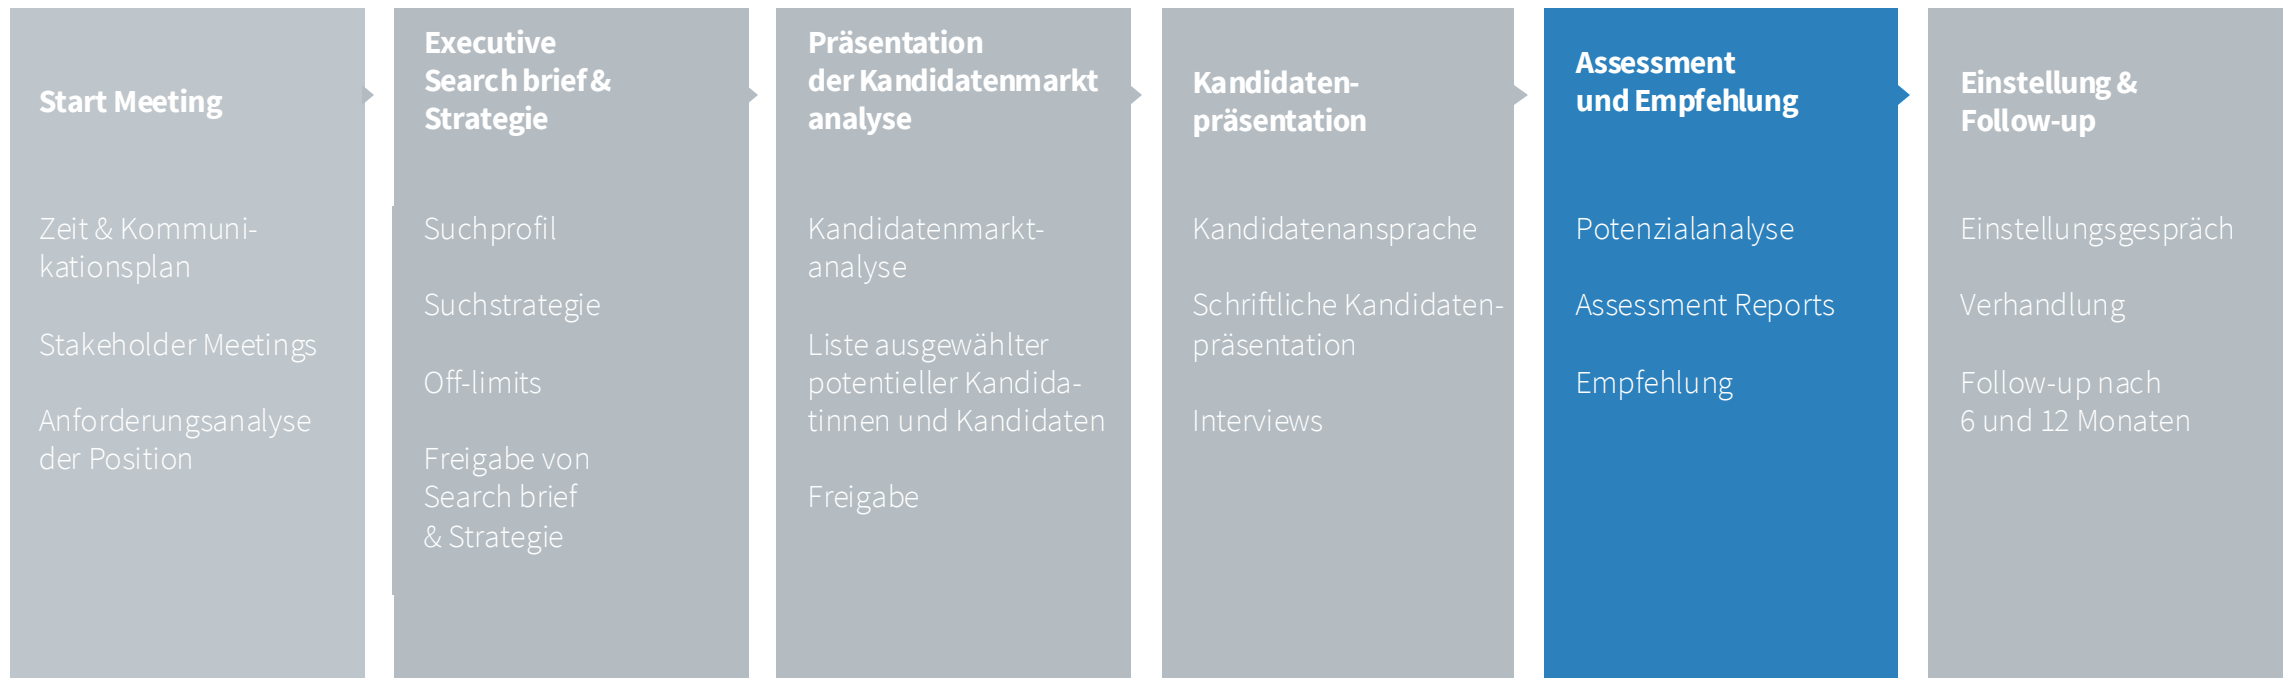 Start Meeting
Zeit & Kommuni-
kationsplan
Stakeholder Meetings
Anforderungsanalyse
der Position
Executive
Search brief &
Strategie
Suchprofil
Suchstrategie
Off-limits
Freigabe von
Search brief
& Strategie
Präsentation
der Kandidatenmarkt
analyse
Kandidatenmarkt-
analyse
Liste ausgewählter
potentieller Kandida-
tinnen und Kandidaten
Freigabe
Kandidaten-
präsentation
Kandidatenansprache
Schriftliche Kandidaten-
präsentation
Interviews
Assessment
und Empfehlung
Potenzialanalyse
Assessment Reports
Empfehlung
Einstellung &
Follow-up
Einstellungsgespräch
Verhandlung
Follow-up nach
6 und 12 Monaten